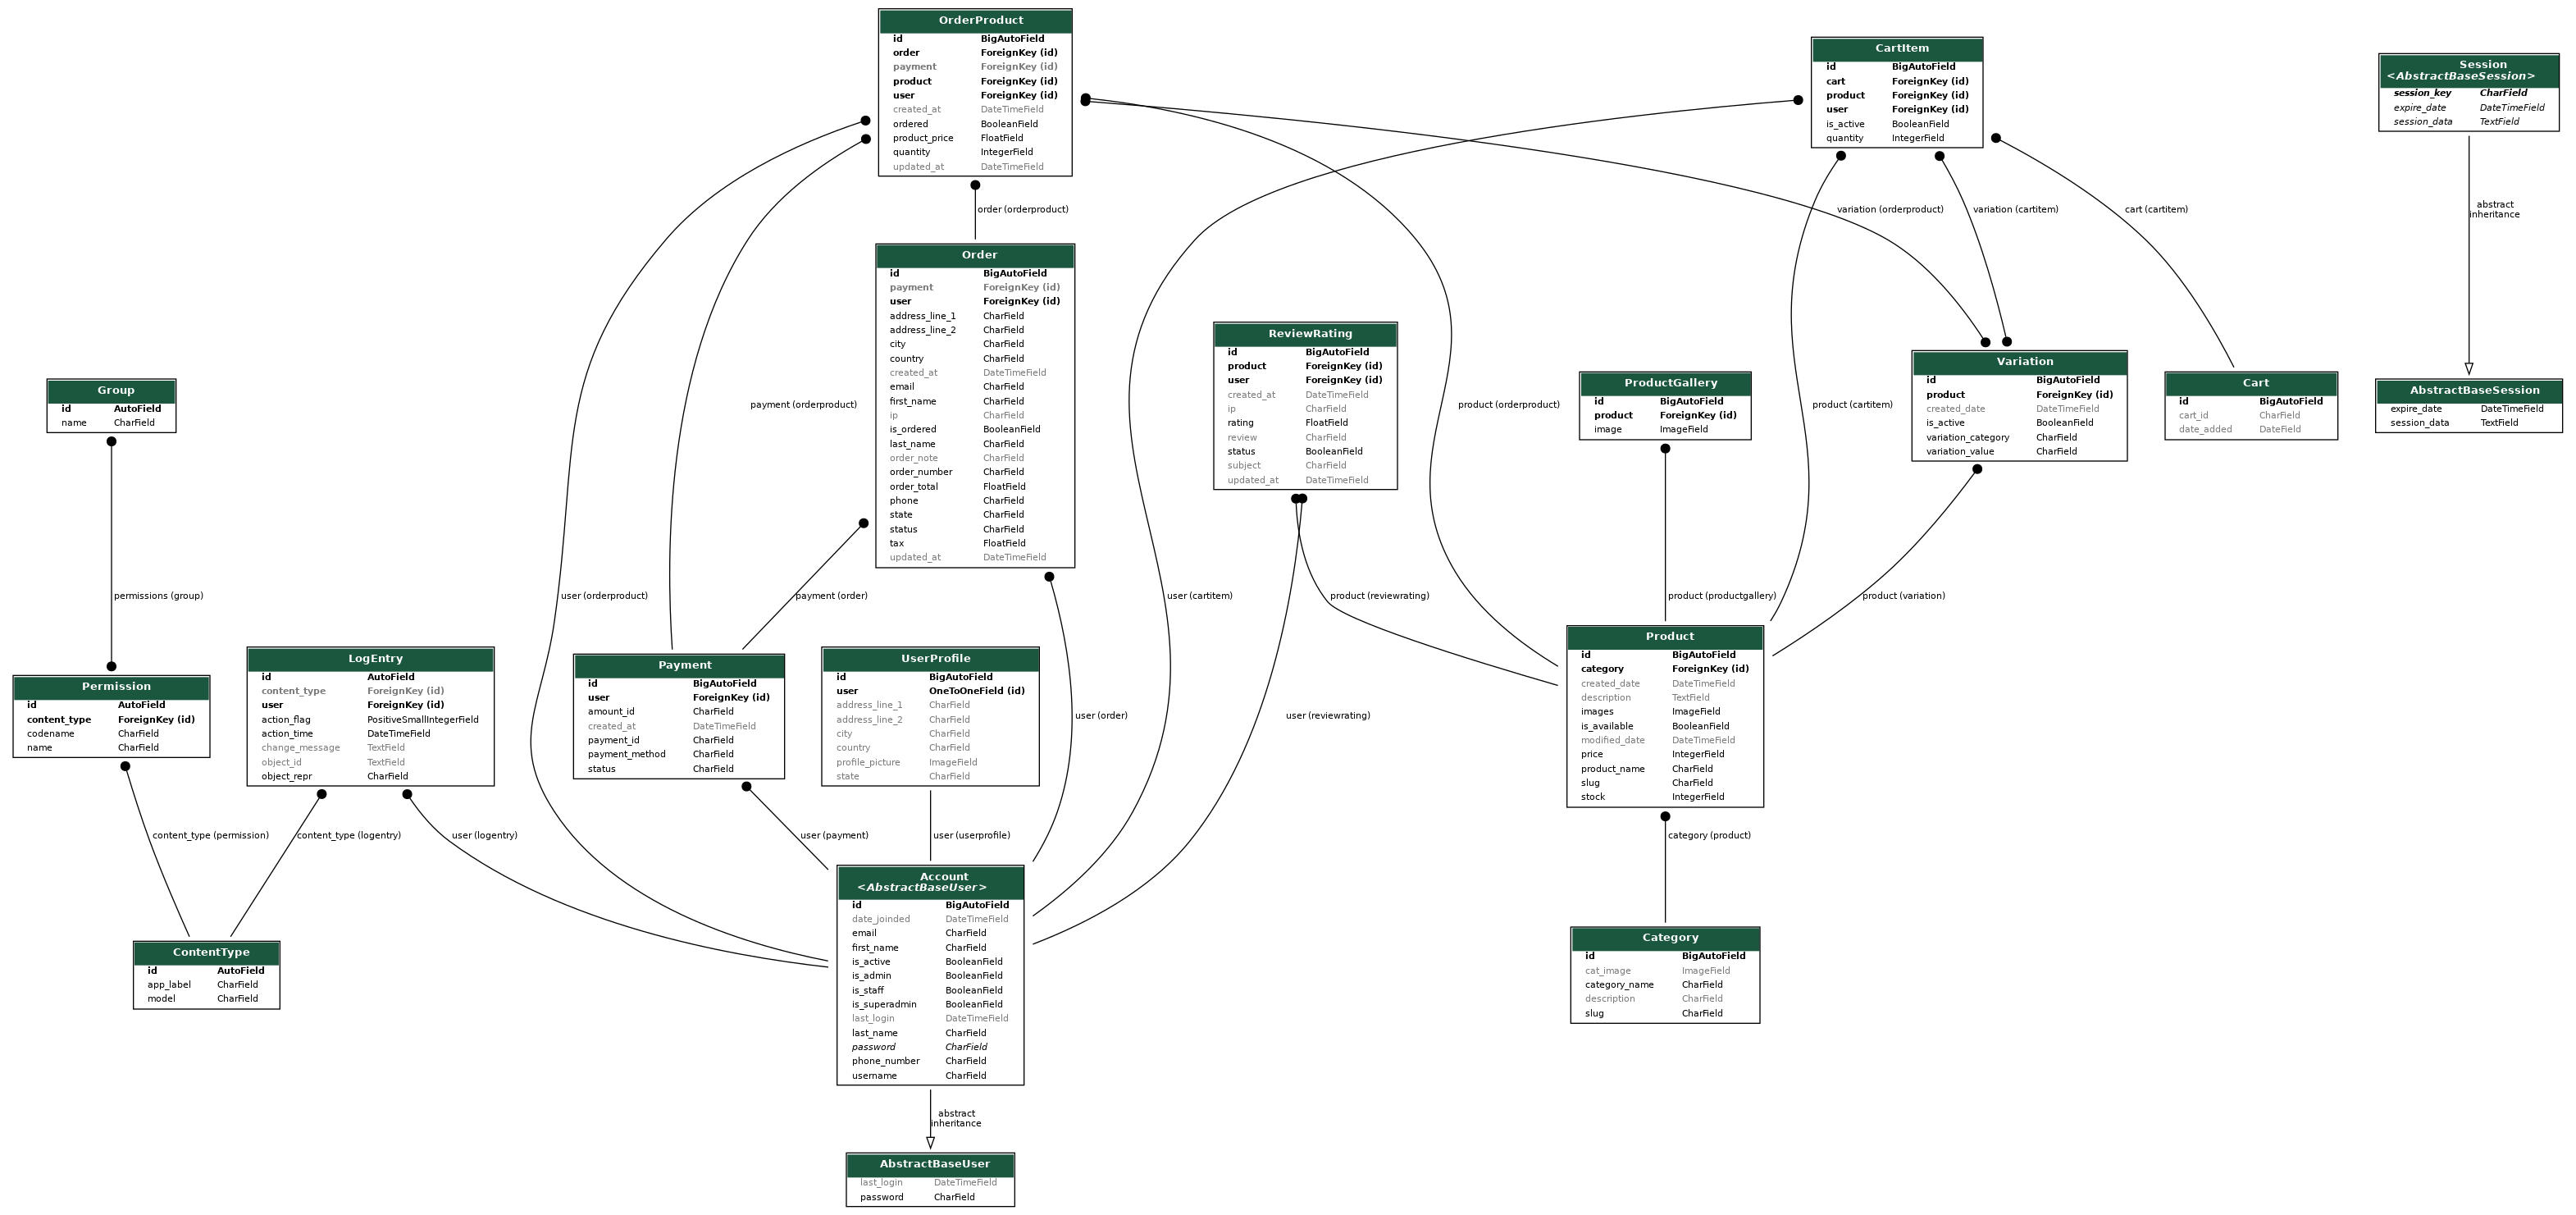 OrderProduct
id BigAutoField
order ForeignKey (id)
payment ForeignKey (id)
product ForeignKey (id)
user ForeignKey (id)
created_at DateTimeField
ordered BooleanField
product_price FloatField
quantity IntegerField
updated_at DateTimeField
CartItem
id BigAutoField
cart ForeignKey (id)
product ForeignKey (id)
user ForeignKey (id)
is_active BooleanField
quantity IntegerField
Session
<AbstractBaseSession>
session_key CharField
expire_date DateTimeField
session_data TextField
order (orderproduct)
variation (orderproduct)
variation (cartitem)
cart (cartitem)
abstract
inheritance
Order
id BigAutoField
payment ForeignKey (id)
user ForeignKey (id)
address_line_1 CharField
address_line_2 CharField
city CharField
country CharField
created_at DateTimeField
email CharField
first_name CharField
ip CharField
is_ordered BooleanField
last_name CharField
order_note CharField
order_number CharField
order_total FloatField
phone CharField
state CharField
status CharField
tax FloatField
updated_at DateTimeField
ReviewRating
id BigAutoField
product ForeignKey (id)
user ForeignKey (id)
created_at DateTimeField
ip CharField
rating FloatField
review CharField
status BooleanField
subject CharField
updated_at DateTimeField
ProductGallery
id BigAutoField
product ForeignKey (id)
image ImageField
Variation
id BigAutoField
product ForeignKey (id)
created_date DateTimeField
is_active BooleanField
variation_category CharField
variation_value CharField
Cart
id BigAutoField
cart_id CharField
date_added DateField
AbstractBaseSession
expire_date DateTimeField
session_data TextField
Group
id AutoField
name CharField
payment (orderproduct)
product (orderproduct)
product (cartitem)
permissions (group)
user (orderproduct)
payment (order)
user (cartitem)
product (reviewrating)
product (productgallery)
product (variation)
Permission
id AutoField
content_type ForeignKey (id)
codename CharField
name CharField
LogEntry
id AutoField
content_type ForeignKey (id)
user ForeignKey (id)
action_flag PositiveSmallIntegerField
action_time DateTimeField
change_message TextField
object_id TextField
object_repr CharField
Payment
id BigAutoField
user ForeignKey (id)
amount_id CharField
created_at DateTimeField
payment_id CharField
payment_method CharField
status CharField
UserProfile
id BigAutoField
user OneToOneField (id)
address_line_1 CharField
address_line_2 CharField
city CharField
country CharField
profile_picture ImageField
state CharField
user (order)
user (reviewrating)
Product
id BigAutoField
category ForeignKey (id)
created_date DateTimeField
description TextField
images ImageField
is_available BooleanField
modified_date DateTimeField
price IntegerField
product_name CharField
slug CharField
stock IntegerField
content_type (permission)
content_type (logentry)
user (logentry)
user (payment)
user (userprofile)
category (product)
ContentType
id AutoField
app_label CharField
model CharField
Account
<AbstractBaseUser>
id BigAutoField
date_joinded DateTimeField
email CharField
first_name CharField
is_active BooleanField
is_admin BooleanField
is_staff BooleanField
is_superadmin BooleanField
last_login DateTimeField
last_name CharField
password CharField
phone_number CharField
username CharField
Category
id BigAutoField
cat_image ImageField
category_name CharField
description CharField
slug CharField
abstract
inheritance
AbstractBaseUser
last_login DateTimeField
password CharField